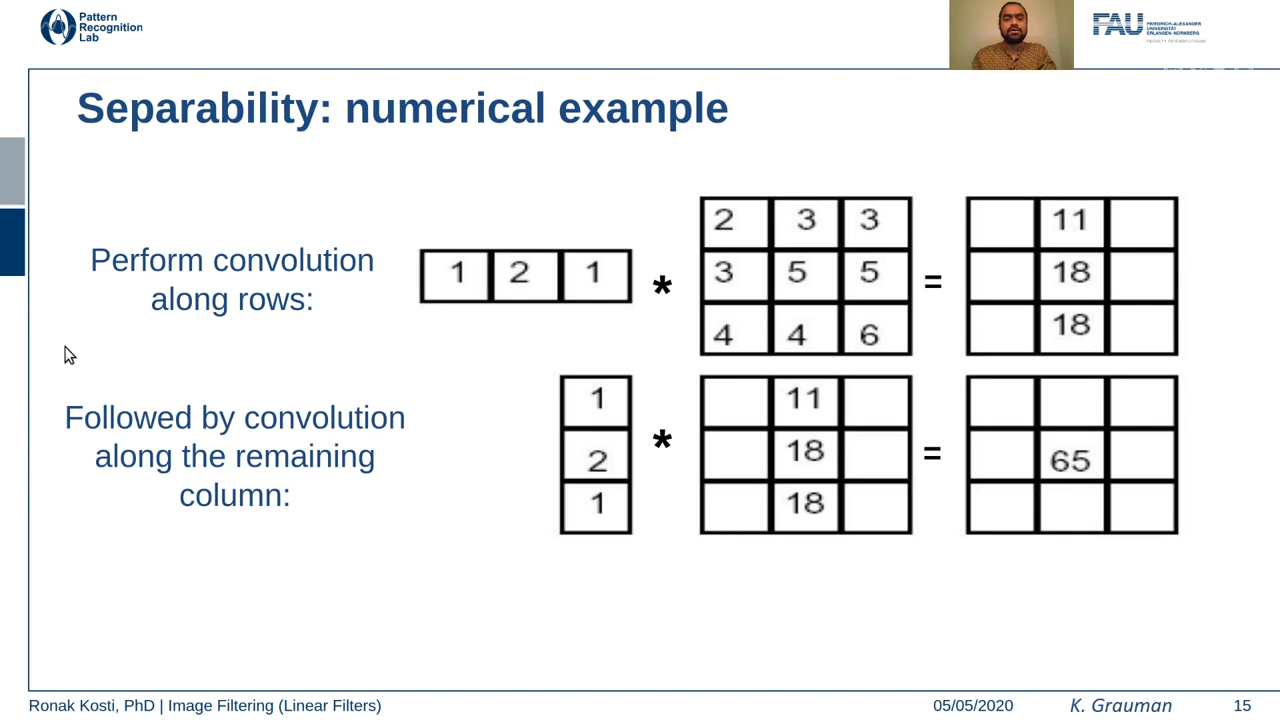 Pattern
Recognition
Lab
FAU
FRIEDRICH-ALEXANDER
UNIVERSITÄT
ERLANGEN-NÜRNBERG
Separability: numerical example
Perform convolution
along rows:
1 2 1
*
2 3 3
3 5 5
4 4 6
=
11
18
18
Followed by convolution
along the remaining
column:
1
2
1
*
11
18
18
=
65
Ronak Kosti, PhD | Image Filtering (Linear Filters)
05/05/2020
K. Grauman
15